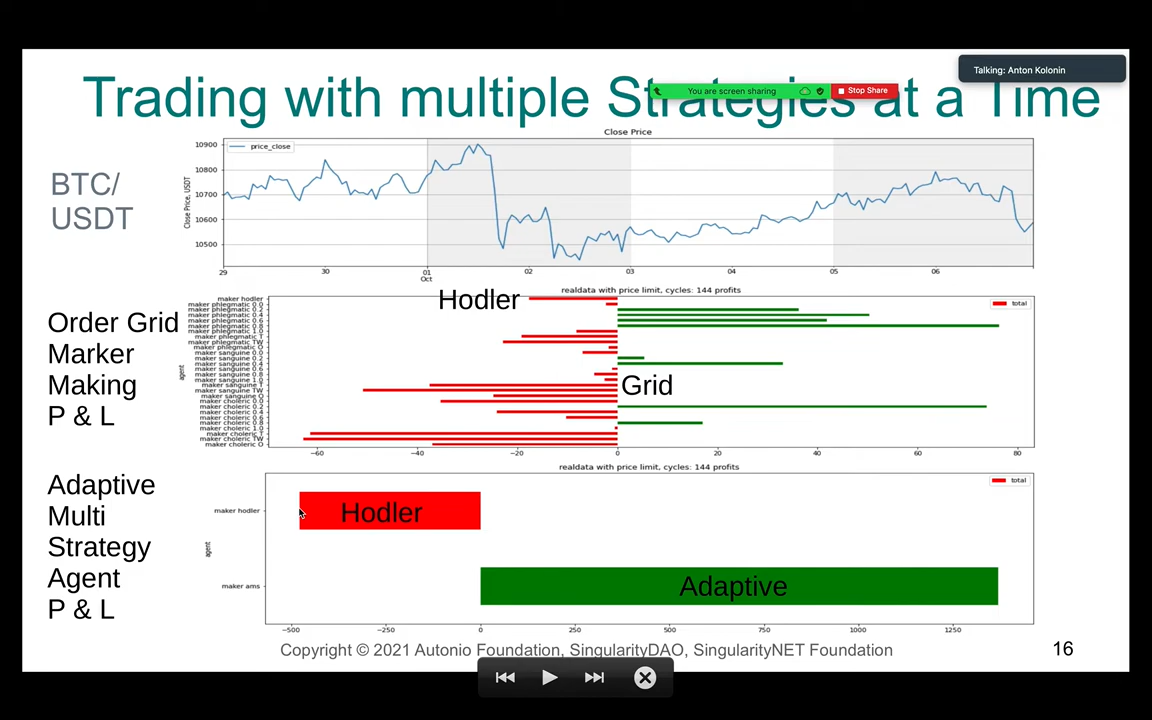 Talking: Anton Kolonin
You are screen sharing
Stop Share
Trading with multiple Strategies at a Time
BTC/
USDT
Close Price
price_close
Close Price, USDT
10900
10800
10700
10600
10500
29 30 01 02 03 04 05 06
Oct
Order Grid
Marker
Making
P & L
realdata with price limit, cycles: 144 profits
total
agent
Hodler
Grid
maker hodler
maker phlegmatic 0.0
maker phlegmatic 0.2
maker phlegmatic 0.4
maker phlegmatic 0.6
maker phlegmatic 0.8
maker phlegmatic 1.0
maker phlegmatic T
maker phlegmatic TW
maker phlegmatic O
maker sanguine 0.0
maker sanguine 0.2
maker sanguine 0.4
maker sanguine 0.6
maker sanguine 0.8
maker sanguine 1.0
maker sanguine T
maker sanguine TW
maker sanguine O
maker choleric 0.0
maker choleric 0.2
maker choleric 0.4
maker choleric 0.6
maker choleric 0.8
maker choleric 1.0
maker choleric T
maker choleric TW
maker choleric O
−60 −40 −20 0 20 40 60 80
Adaptive
Multi
Strategy
Agent
P & L
realdata with price limit, cycles: 144 profits
total
agent
maker hodler
Hodler
maker ams
Adaptive
−500 −250 0 250 500 750 1000 1250
Copyright © 2021 Autonio Foundation, SingularityDAO, SingularityNET Foundation
16